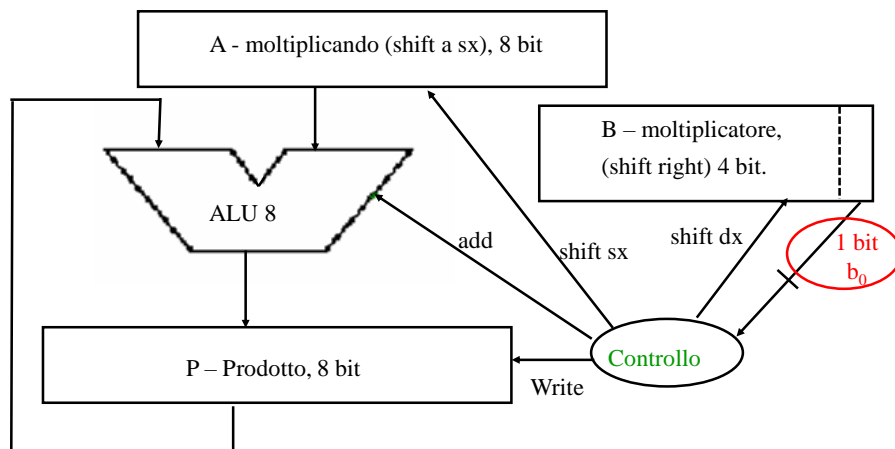 A - moltiplicando (shift a sx), 8 bit
B – moltiplicatore,
(shift right) 4 bit.
ALU 8
add
shift sx
shift dx
1 bit
b₀
Controllo
P – Prodotto, 8 bit
Write